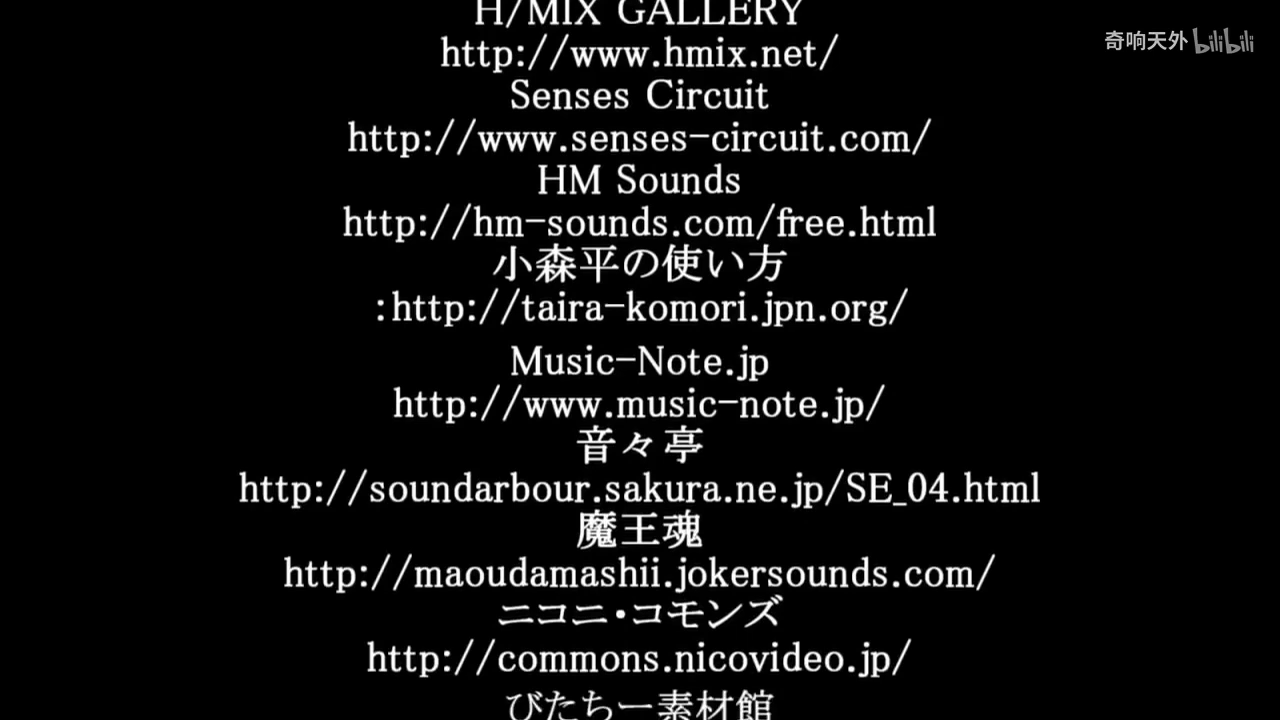 H/MIX GALLERY
奇响天外 bilibili
http://www.hmix.net/
Senses Circuit
http://www.senses-circuit.com/
HM Sounds
http://hm-sounds.com/free.html
小森平の使い方
:http://taira-komori.jpn.org/
Music-Note.jp
http://www.music-note.jp/
音々亭
http://soundarbour.sakura.ne.jp/SE_04.html
魔王魂
http://maoudamashii.jokersounds.com/
ニコニ・コモンズ
http://commons.nicovideo.jp/
びたちー素材館